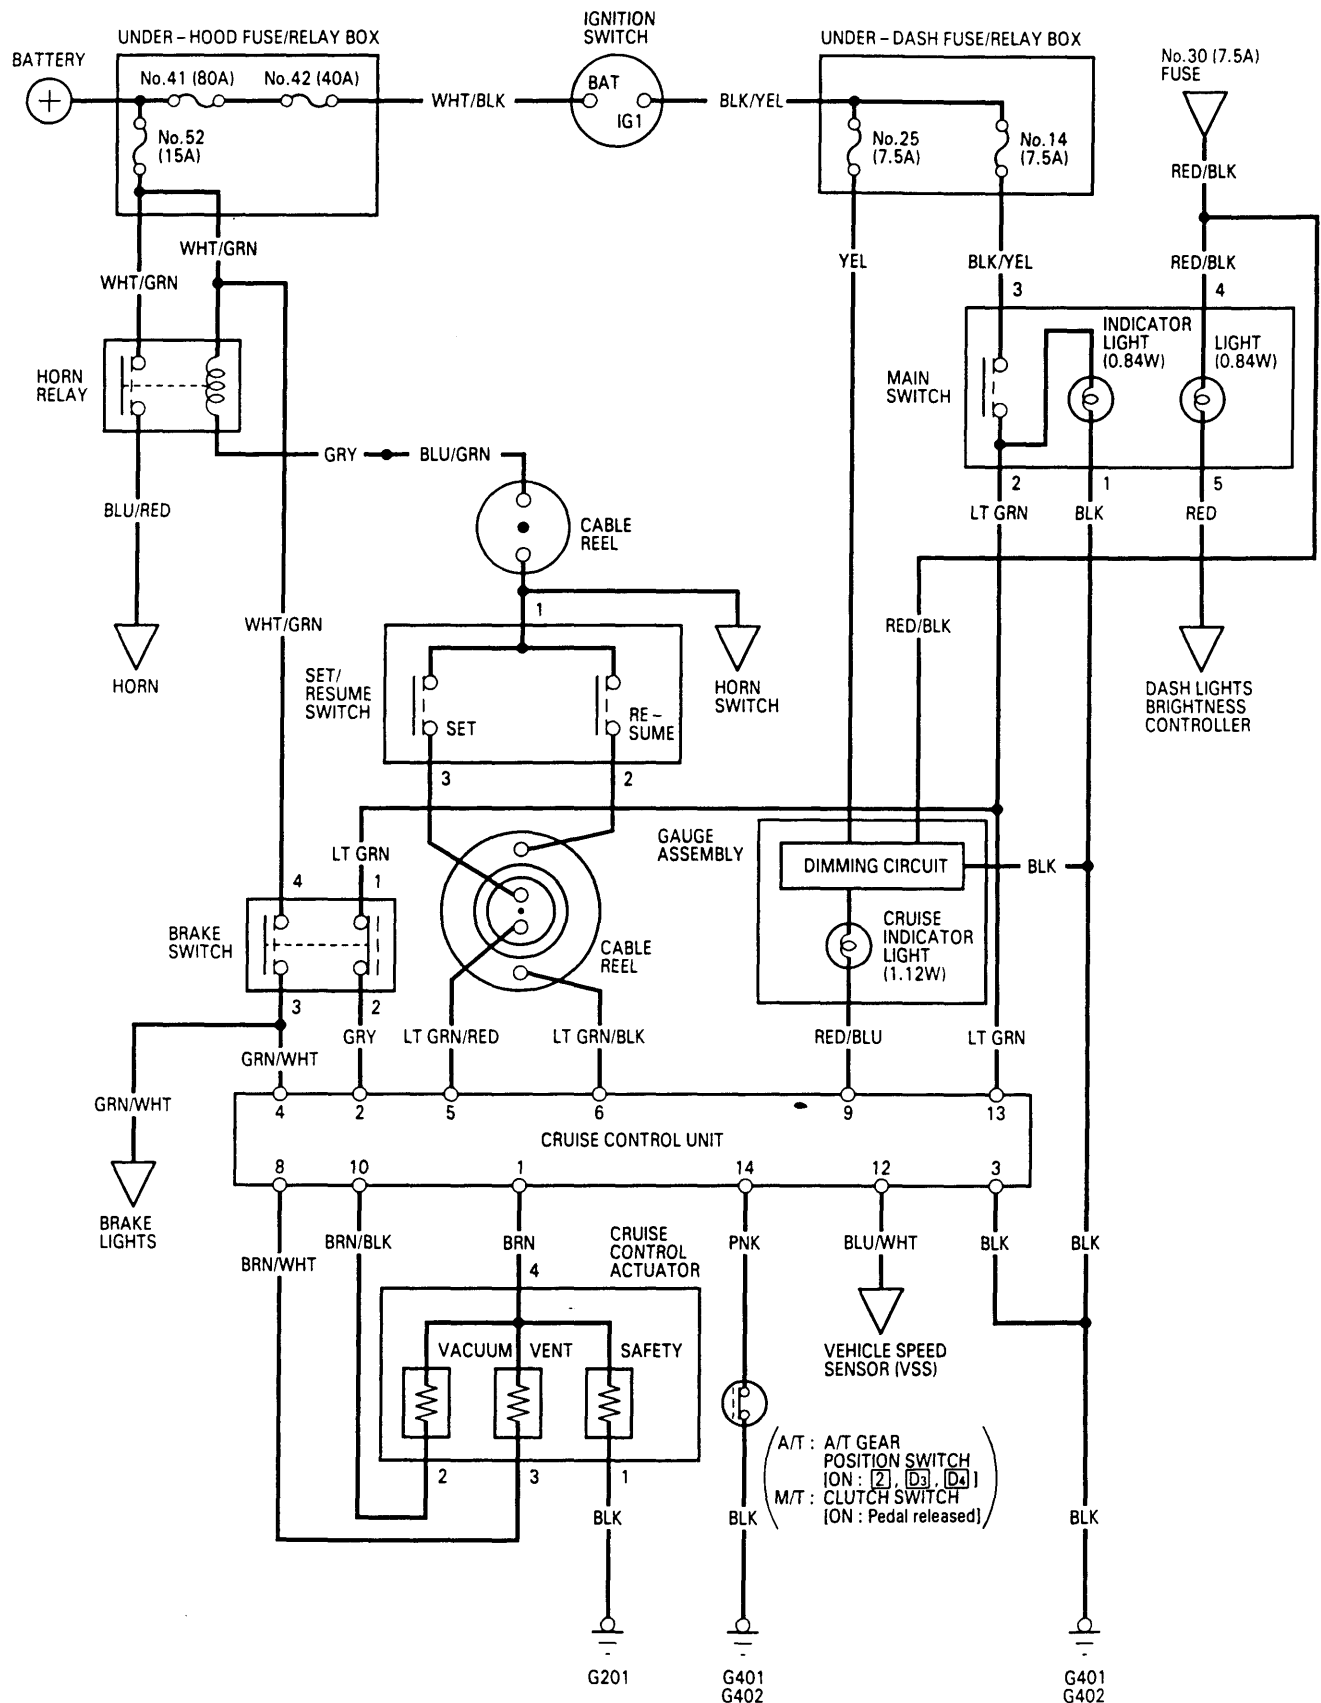 IGNITION
SWITCH
UNDER-HOOD FUSE/RELAY BOX
UNDER-DASH FUSE/RELAY BOX
BATTERY
No.30 (7.5A)
FUSE
No.41 (80A)
No.42 (40A)
BAT
IG1
WHT/BLK
BLK/YEL
No.52
(15A)
No.25
(7.5A)
No.14
(7.5A)
RED/BLK
WHT/GRN
WHT/GRN
YEL
BLK/YEL
RED/BLK
3
4
INDICATOR
LIGHT
(0.84W)
LIGHT
(0.84W)
HORN
RELAY
MAIN
SWITCH
GRY
BLU/GRN
2
1
5
BLU/RED
LT GRN
BLK
RED
CABLE
REEL
1
WHT/GRN
RED/BLK
HORN
SET/
RESUME
SWITCH
SET
RE-
SUME
HORN
SWITCH
DASH LIGHTS
BRIGHTNESS
CONTROLLER
3
2
GAUGE
ASSEMBLY
LT GRN
DIMMING CIRCUIT
BLK
4
1
BRAKE
SWITCH
CABLE
REEL
CRUISE
INDICATOR
LIGHT
(1.12W)
3
2
GRN/WHT
GRY
LT GRN/RED
LT GRN/BLK
RED/BLU
LT GRN
GRN/WHT
4
2
5
6
9
13
CRUISE CONTROL UNIT
8
10
1
14
12
3
BRAKE
LIGHTS
BRN/WHT
BRN/BLK
BRN
CRUISE
CONTROL
ACTUATOR
PNK
BLU/WHT
BLK
BLK
4
VACUUM
VENT
SAFETY
VEHICLE SPEED
SENSOR (VSS)
2
3
1
A/T : A/T GEAR
POSITION SWITCH
[ON : 2 , D3 , D4 ]
M/T : CLUTCH SWITCH
[ON : Pedal released]
BLK
BLK
BLK
G201
G401
G402
G401
G402